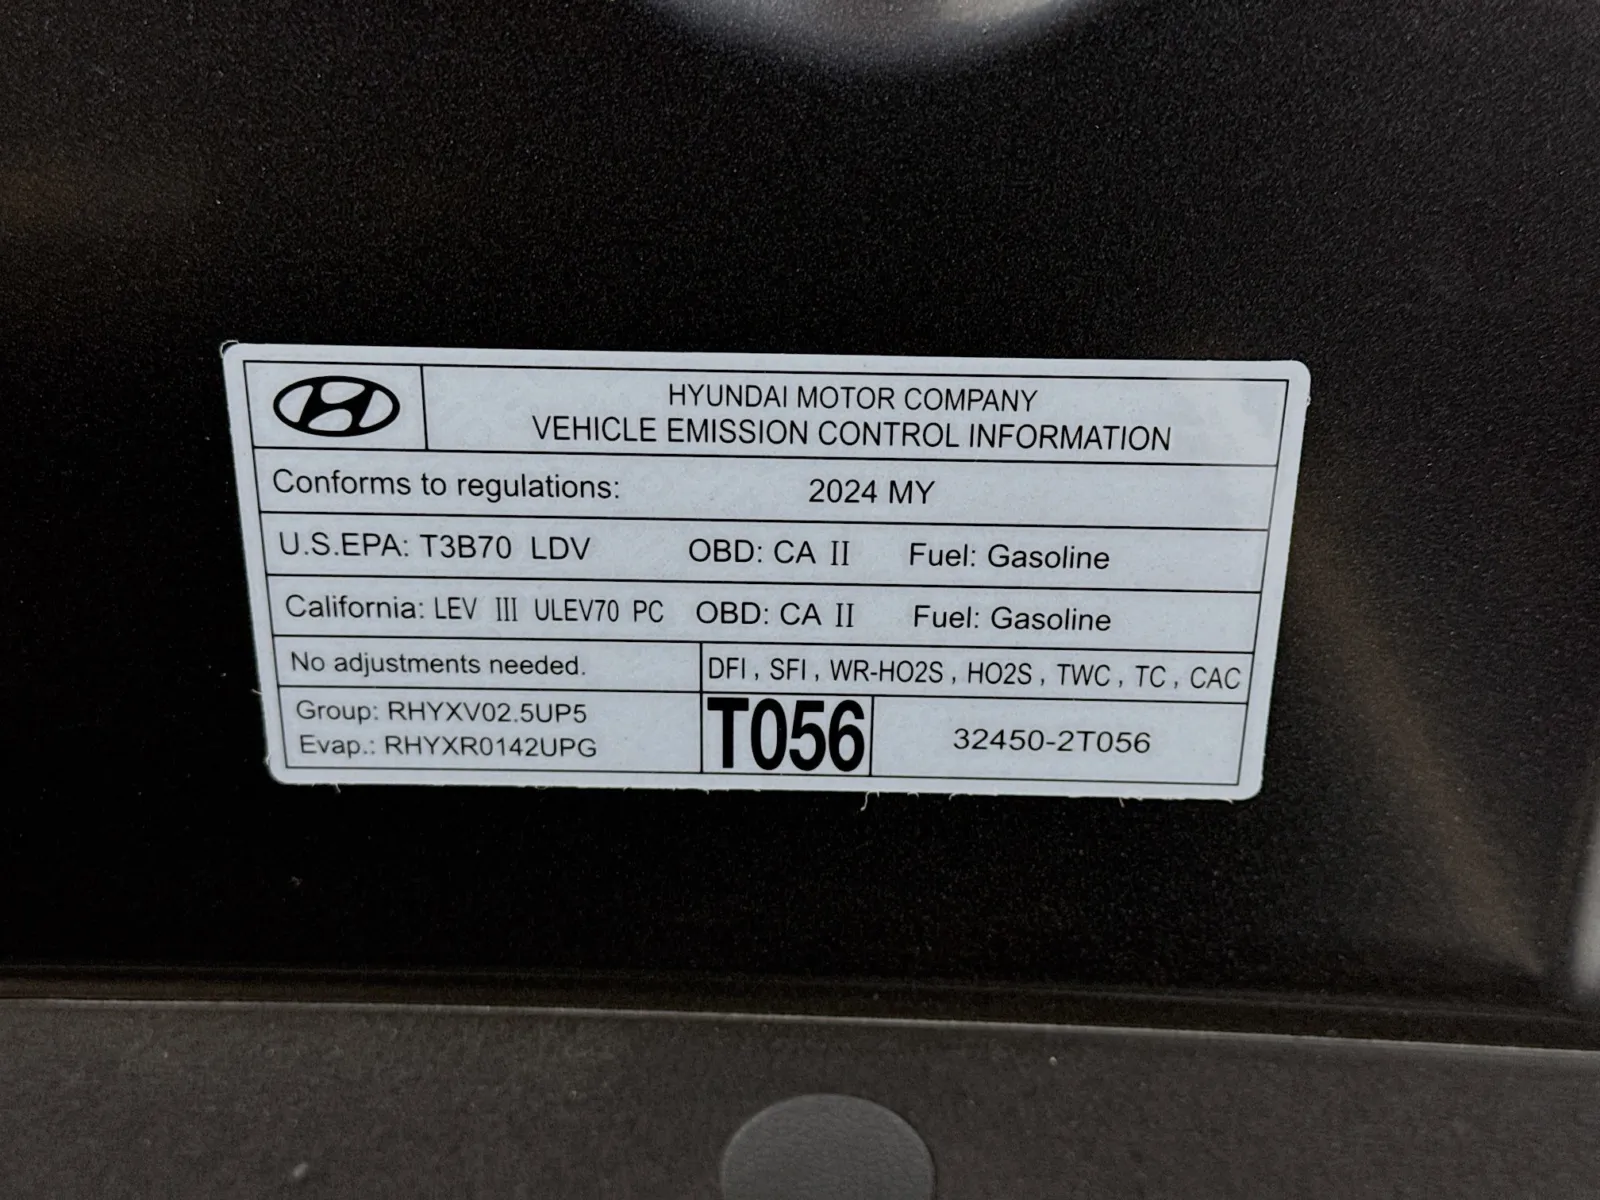 HYUNDAI MOTOR COMPANY
VEHICLE EMISSION CONTROL INFORMATION
Conforms to regulations: 2024 MY
U.S.EPA: T3B70 LDV OBD: CA II Fuel: Gasoline
California: LEV III ULEV70 PC OBD: CA II Fuel: Gasoline
No adjustments needed. DFI , SFI , WR-HO2S , HO2S , TWC , TC , CAC
Group: RHYXV02.5UP5
Evap.: RHYXR0142UPG
T056
32450-2T056